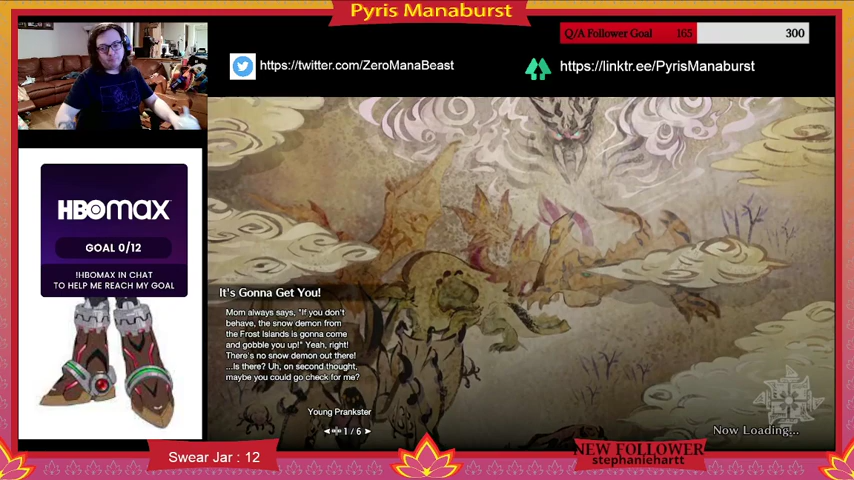 Pyris Manaburst
Q/A Follower Goal 165 300
https://twitter.com/ZeroManaBeast
https://linktr.ee/PyrisManaburst
HBOMAX
GOAL 0/12
!HBOMAX IN CHAT
TO HELP ME REACH MY GOAL
It's Gonna Get You!
Mom always says, "If you don't
behave, the snow demon from
the Frost Islands is gonna come
and gobble you up!" Yeah, right!
There's no snow demon out there!
...Is there? Uh, on second thought,
maybe you could go check for me?
Young Prankster
1 / 6
Now Loading...
Swear Jar : 12
NEW FOLLOWER
stephaniehartt